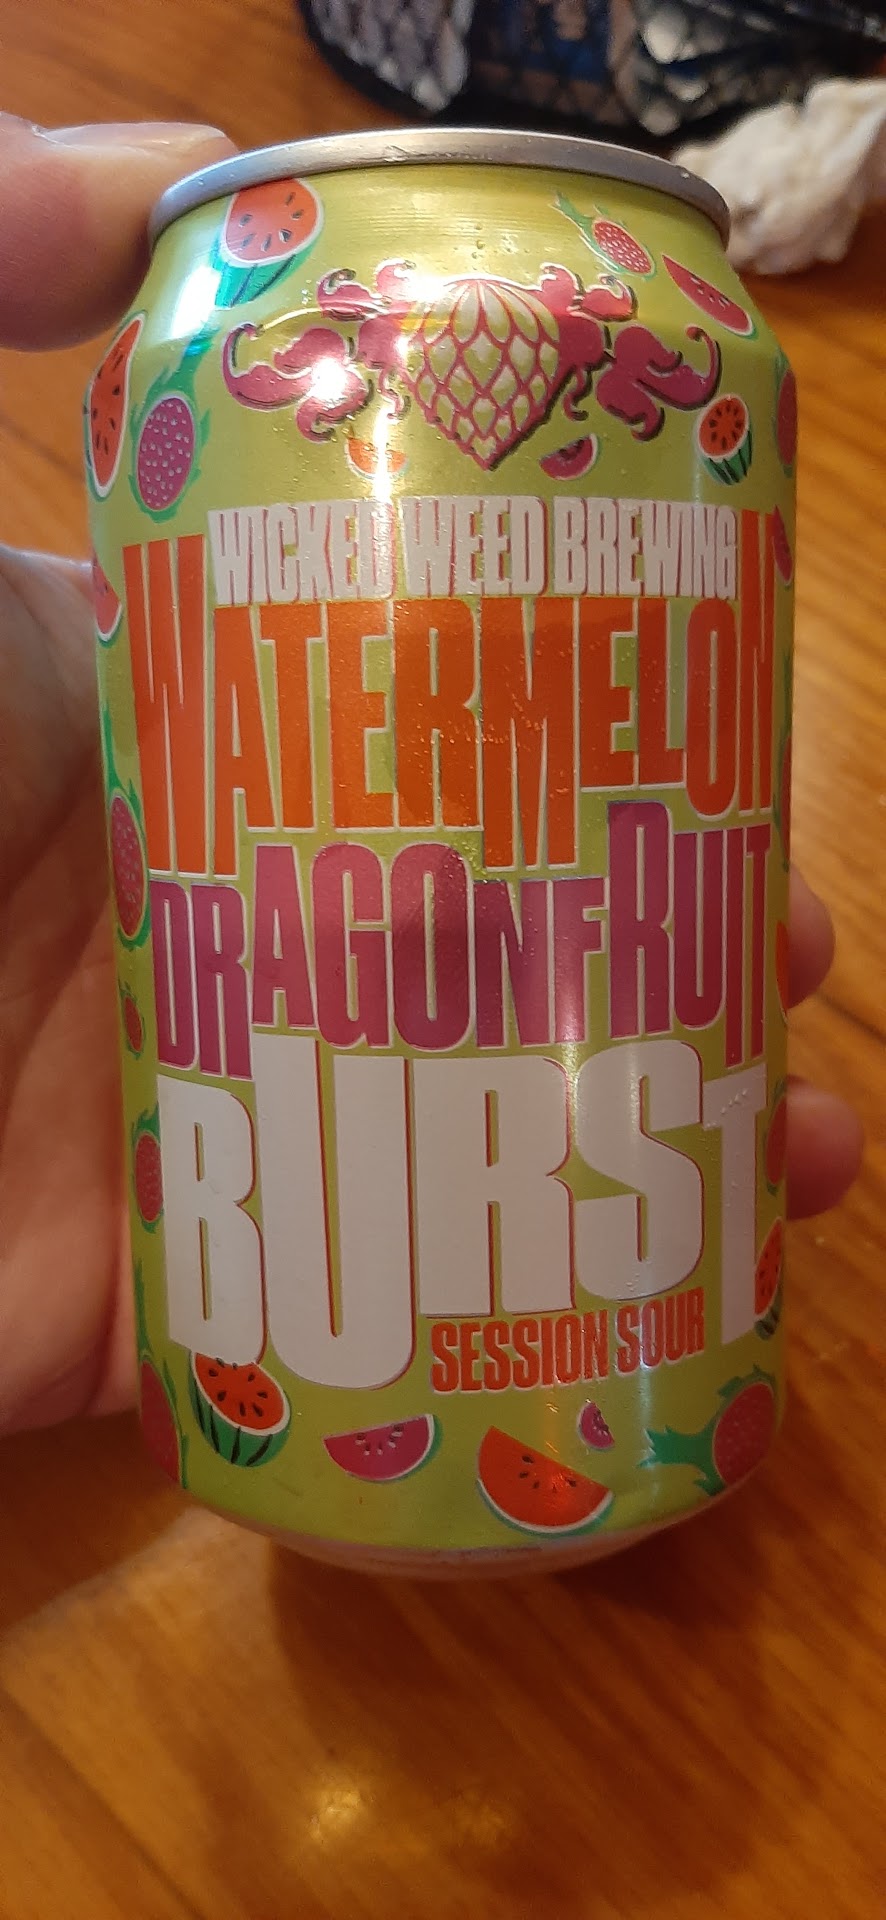 WICKED WEED BREWING
WATERMELON
DRAGONFRUIT
BURST
SESSION SOUR